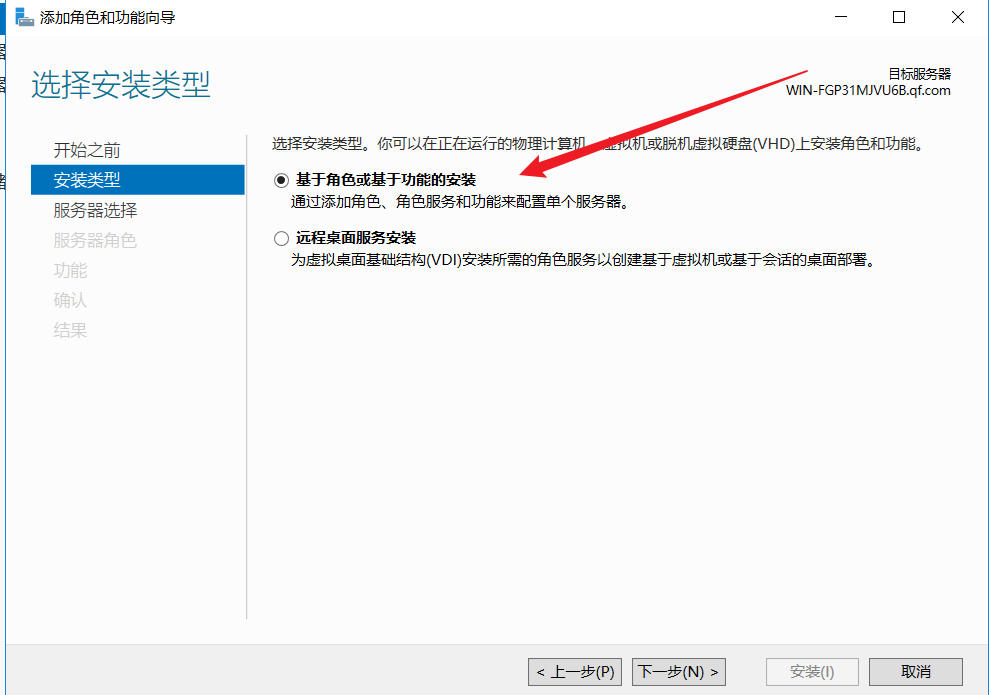 添加角色和功能向导
选择安装类型
目标服务器
WIN-FGP31MJVU6B.qf.com
开始之前
安装类型
服务器选择
服务器角色
功能
确认
结果
选择安装类型。你可以在正在运行的物理计算机、虚拟机或脱机虚拟硬盘(VHD)上安装角色和功能。
基于角色或基于功能的安装
通过添加角色、角色服务和功能来配置单个服务器。
远程桌面服务安装
为虚拟桌面基础结构(VDI)安装所需的角色服务以创建基于虚拟机或基于会话的桌面部署。
< 上一步(P)
下一步(N) >
安装(I)
取消